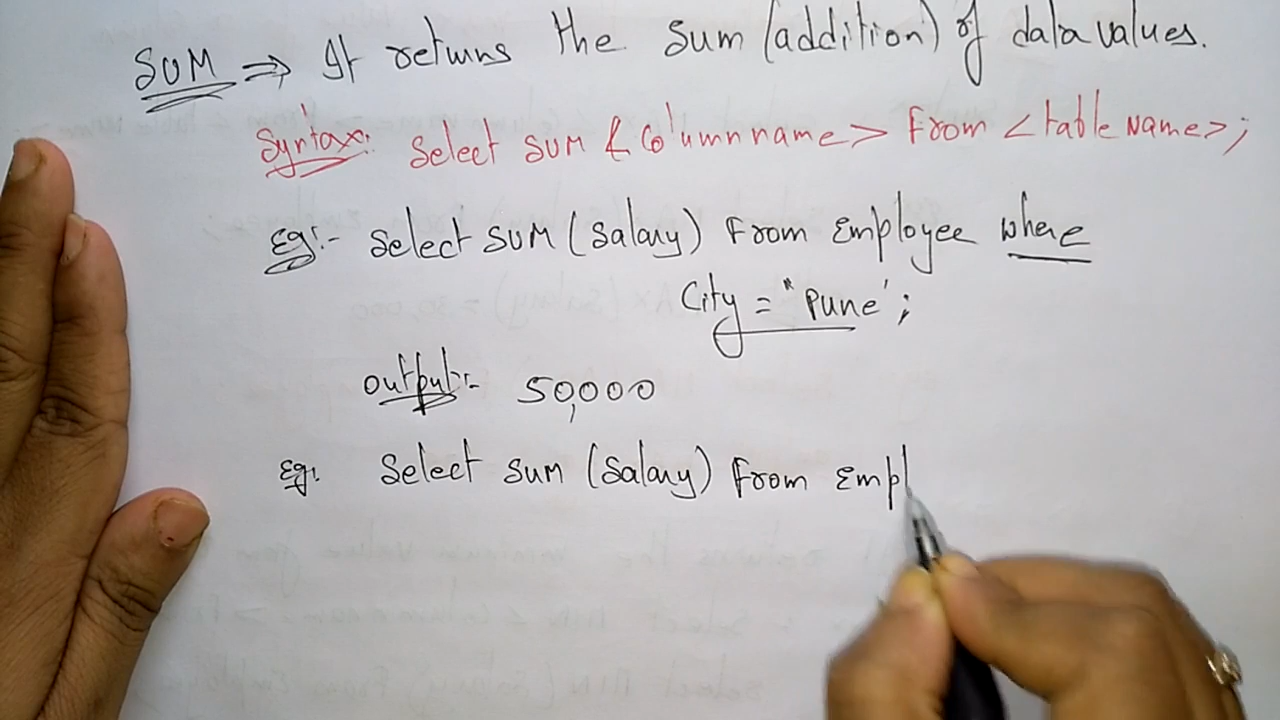 SUM ⇒ It returns the sum (addition) of data values.
Syntax: Select SUM <Columnname> From <table Name>;
Eg:- Select SUM (Salary) From Employee where
City = "Pune';
output:- 50,000
Eg: Select SUM (Salary) From Empl